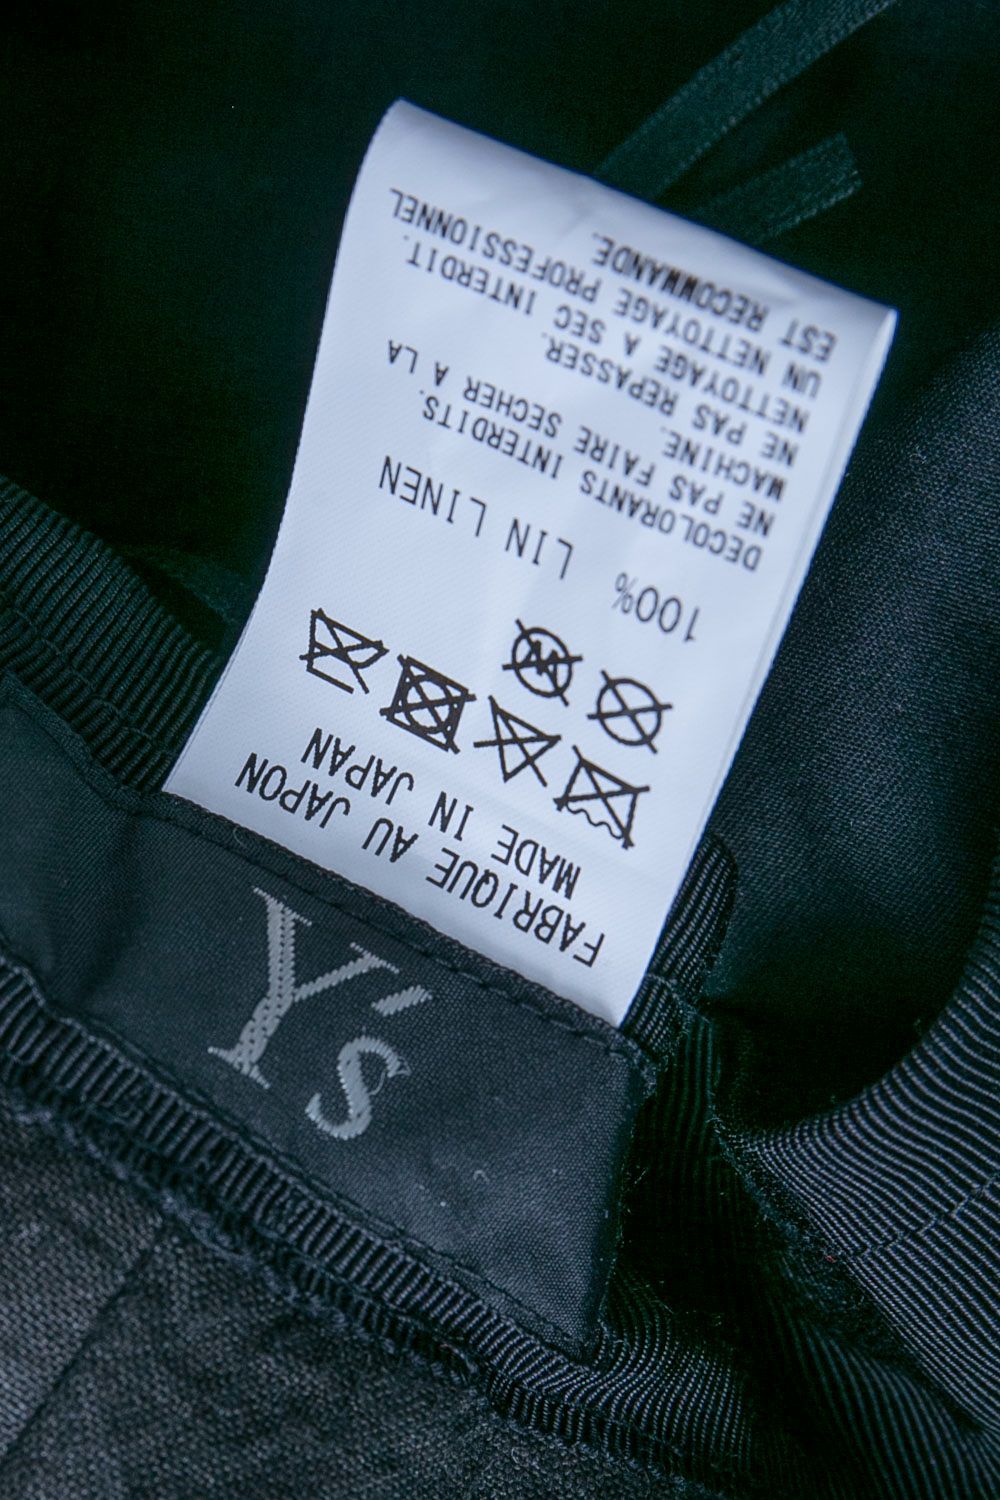 FABRIQUE AU JAPON
MADE IN JAPAN
W
100% LIN LINEN
DECOLORANTS INTERDITS.
NE PAS FAIRE SECHER A LA
MACHINE.
NE PAS REPASSER.
NETTOYAGE A SEC INTERDIT.
UN NETTOYAGE PROFESSIONNEL
EST RECOMMANDE.
Y's